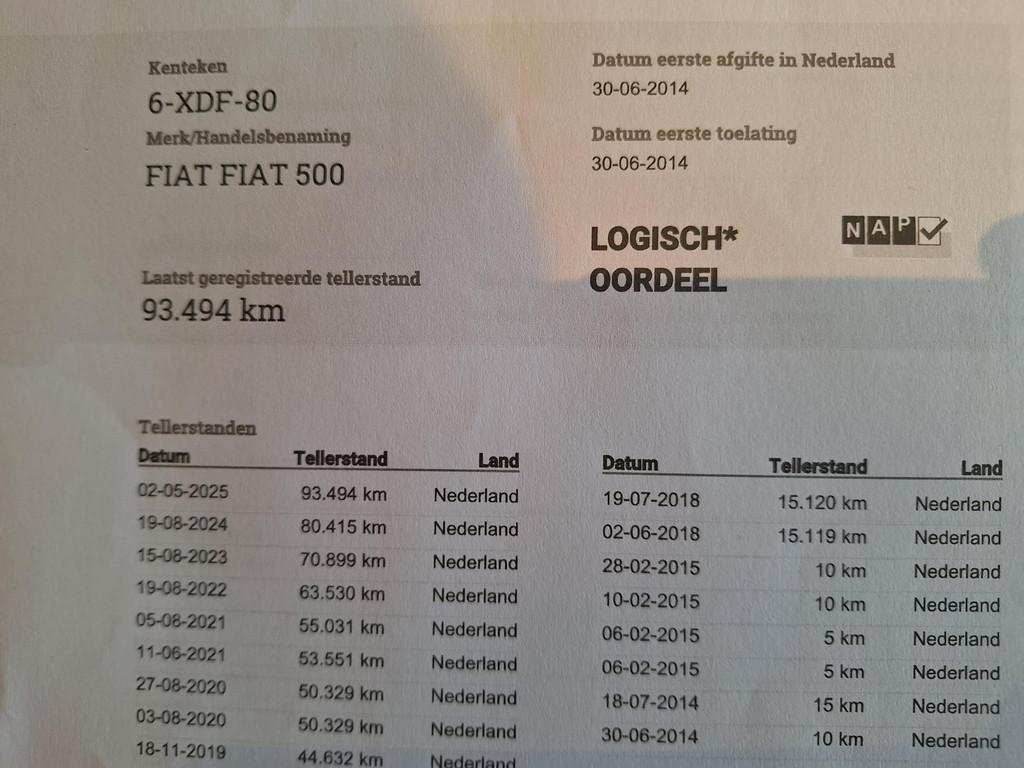 Kenteken
6-XDF-80
Merk/Handelsbenaming
FIAT FIAT 500
Laatst geregistreerde tellerstand
93.494 km
Datum eerste afgifte in Nederland
30-06-2014
Datum eerste toelating
30-06-2014
LOGISCH*
OORDEEL
NAP
Tellerstanden
Datum Tellerstand Land
02-05-2025 93.494 km Nederland
19-08-2024 80.415 km Nederland
15-08-2023 70.899 km Nederland
19-08-2022 63.530 km Nederland
05-08-2021 55.031 km Nederland
11-06-2021 53.551 km Nederland
27-08-2020 50.329 km Nederland
03-08-2020 50.329 km Nederland
18-11-2019 44.632 km Nederland
Datum Tellerstand Land
19-07-2018 15.120 km Nederland
02-06-2018 15.119 km Nederland
28-02-2015 10 km Nederland
10-02-2015 10 km Nederland
06-02-2015 5 km Nederland
06-02-2015 5 km Nederland
18-07-2014 15 km Nederland
30-06-2014 10 km Nederland